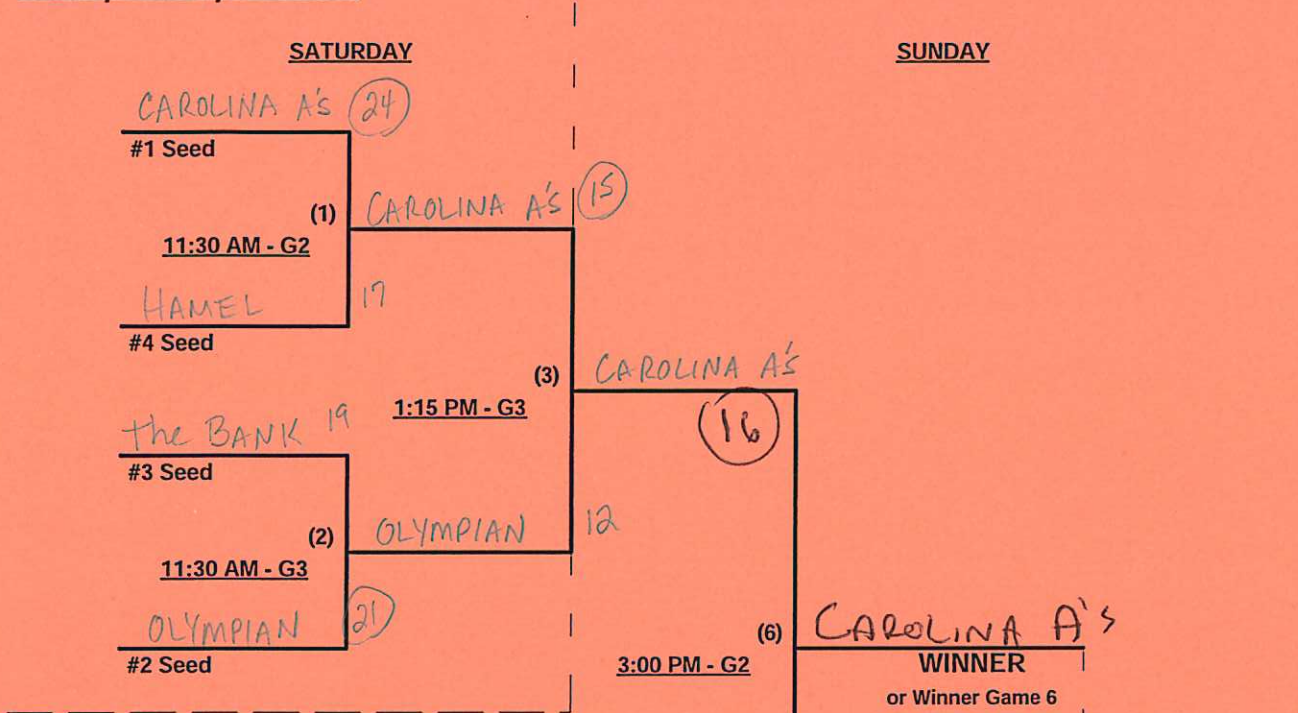 SATURDAY
SUNDAY
CAROLINA A's 24
#1 Seed
(1)
CAROLINA A's 15
11:30 AM - G2
HAMEL 17
#4 Seed
(3)
CAROLINA A's
1:15 PM - G3
16
the BANK 19
#3 Seed
(2)
OLYMPIAN 12
11:30 AM - G3
OLYMPIAN 21
#2 Seed
(6)
CAROLINA A's
3:00 PM - G2
WINNER
or Winner Game 6